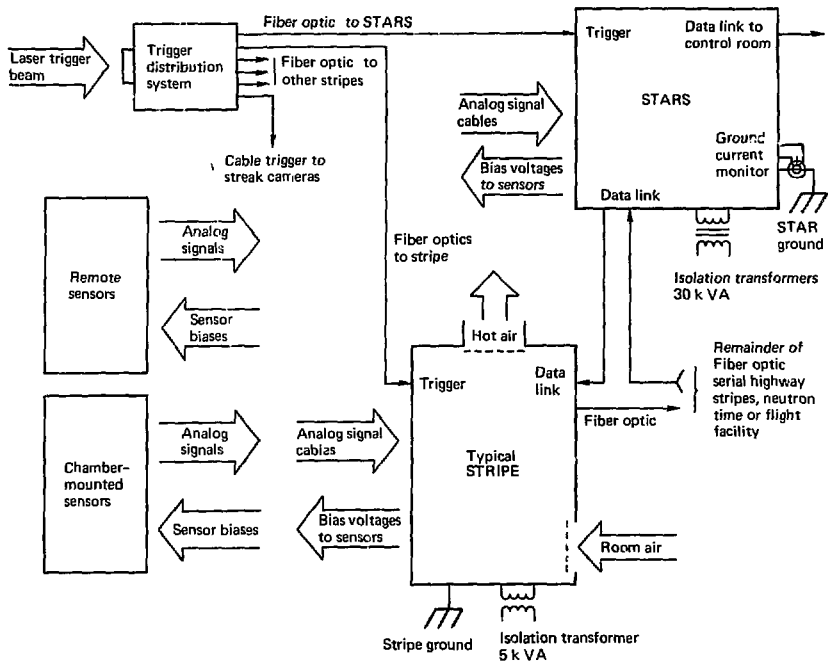 Fiber optic to STARS
Laser trigger
beam
Trigger
distribution
system
Fiber optic to
other stripes
Cable trigger to
streak cameras
Trigger
Data link to
control room
STARS
Analog signal
cables
Bias voltages
to sensors
Ground
current
monitor
Data link
STAR
ground
Isolation transformers
30 k VA
Remote
sensors
Analog
signals
Sensor
biases
Fiber optics
to stripe
Hot air
Trigger
Data
link
Typical
STRIPE
Fiber optic
Remainder of
Fiber optic
serial highway
stripes, neutron
time or flight
facility
Chamber-
mounted
sensors
Analog
signals
Analog signal
cables
Sensor biases
Bias voltages
to sensors
Room air
Stripe ground
Isolation transformer
5 k VA